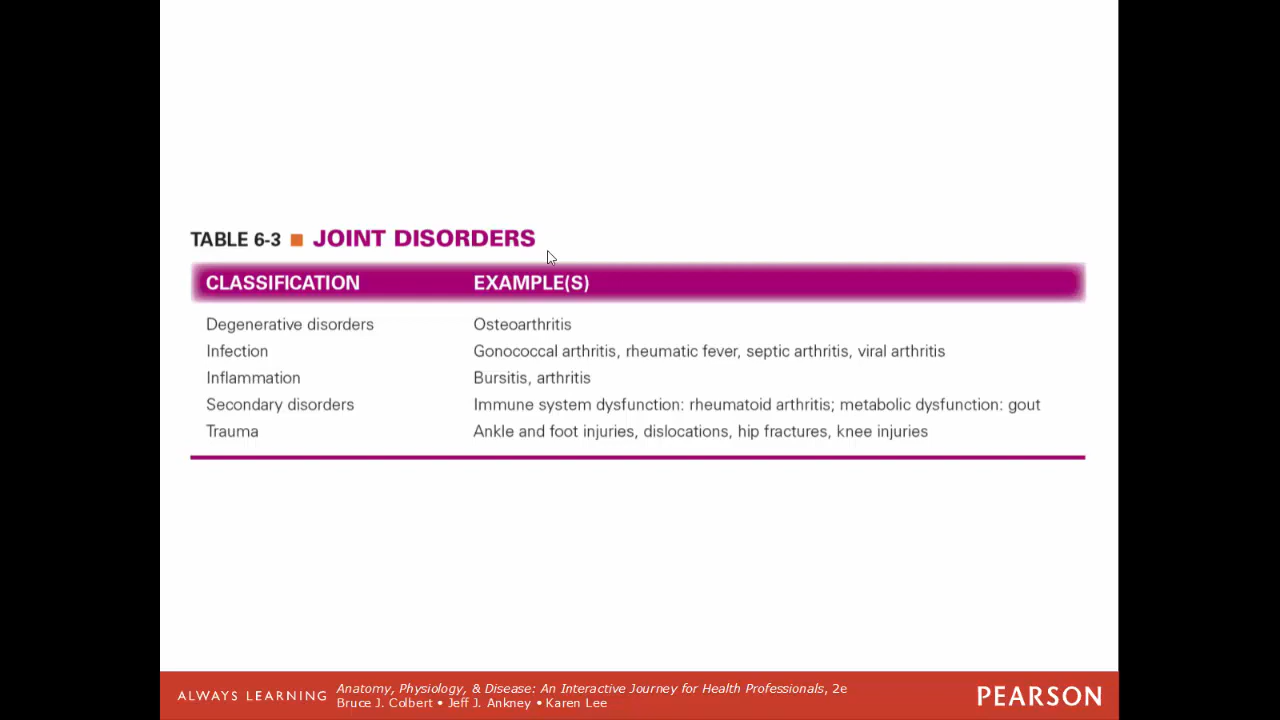 TABLE 6-3 ■ JOINT DISORDERS
CLASSIFICATION EXAMPLE(S)
Degenerative disorders Osteoarthritis
Infection Gonococcal arthritis, rheumatic fever, septic arthritis, viral arthritis
Inflammation Bursitis, arthritis
Secondary disorders Immune system dysfunction: rheumatoid arthritis; metabolic dysfunction: gout
Trauma Ankle and foot injuries, dislocations, hip fractures, knee injuries
ALWAYS LEARNING
Anatomy, Physiology, & Disease: An Interactive Journey for Health Professionals, 2e
Bruce J. Colbert • Jeff J. Ankney • Karen Lee
PEARSON